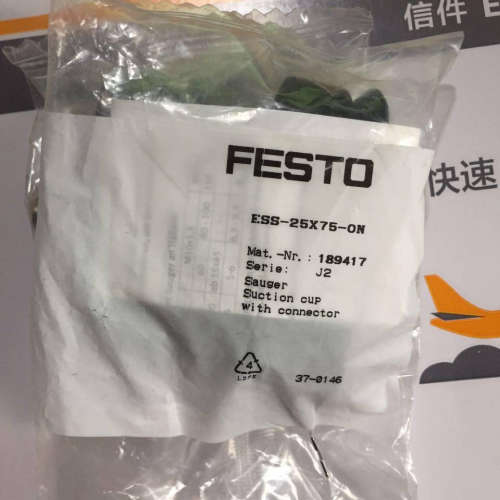 信件 E
FESTO
快速
ESS-25X75-ON
Mat.-Nr.: 189417
Serie: J2
Sauger
Suction cup
with connector
4
LDPE
37-0146